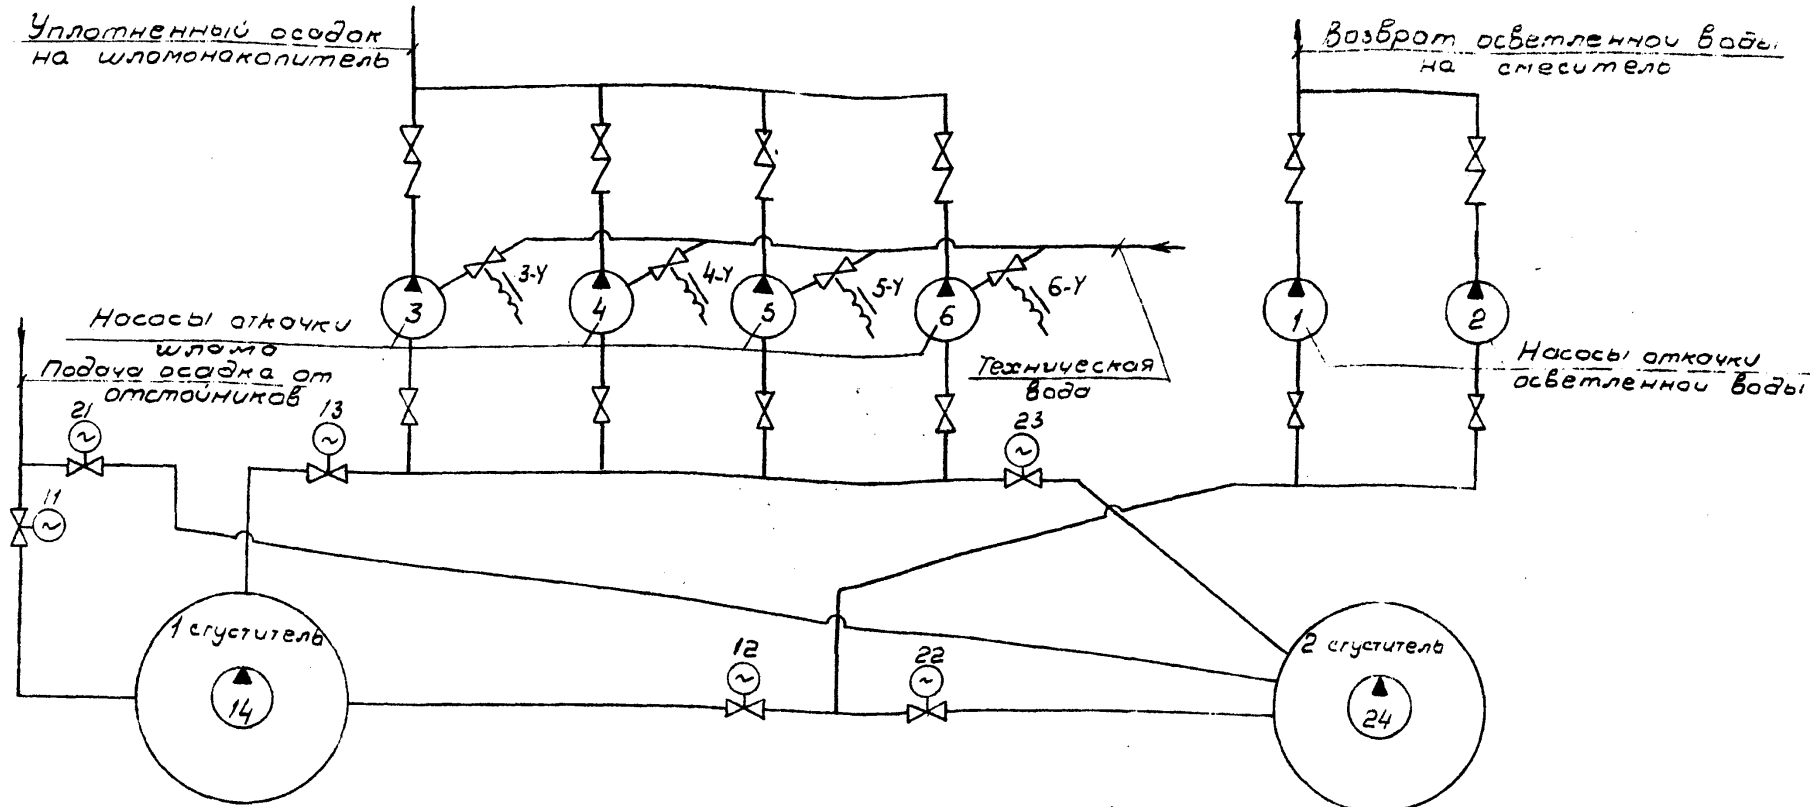 Уплотненный осадок
на шломонакопитель
Возврат осветленной воды
на смеситель
3-Y
4-Y
5-Y
6-Y
3
4
5
6
1
2
Насосы откачки
шлама
Техническая
вода
Насосы откачки
осветленной воды
Подача осадка от
отстойников
21
13
23
11
1 сгуститель
14
12
22
2 сгуститель
24